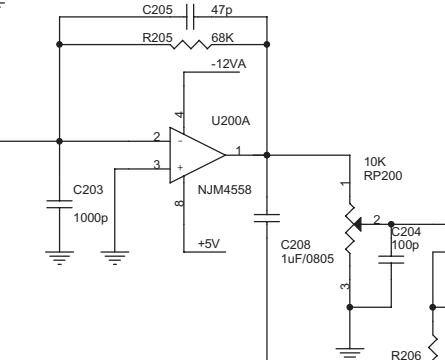 C205 47p
R205 68K
-12VA
4
U200A
2
-
1
3
+
10K
RP200
NJM4558
1
C203
1000p
8
2
C204
100p
+5V
C208
1uF/0805
3
R206